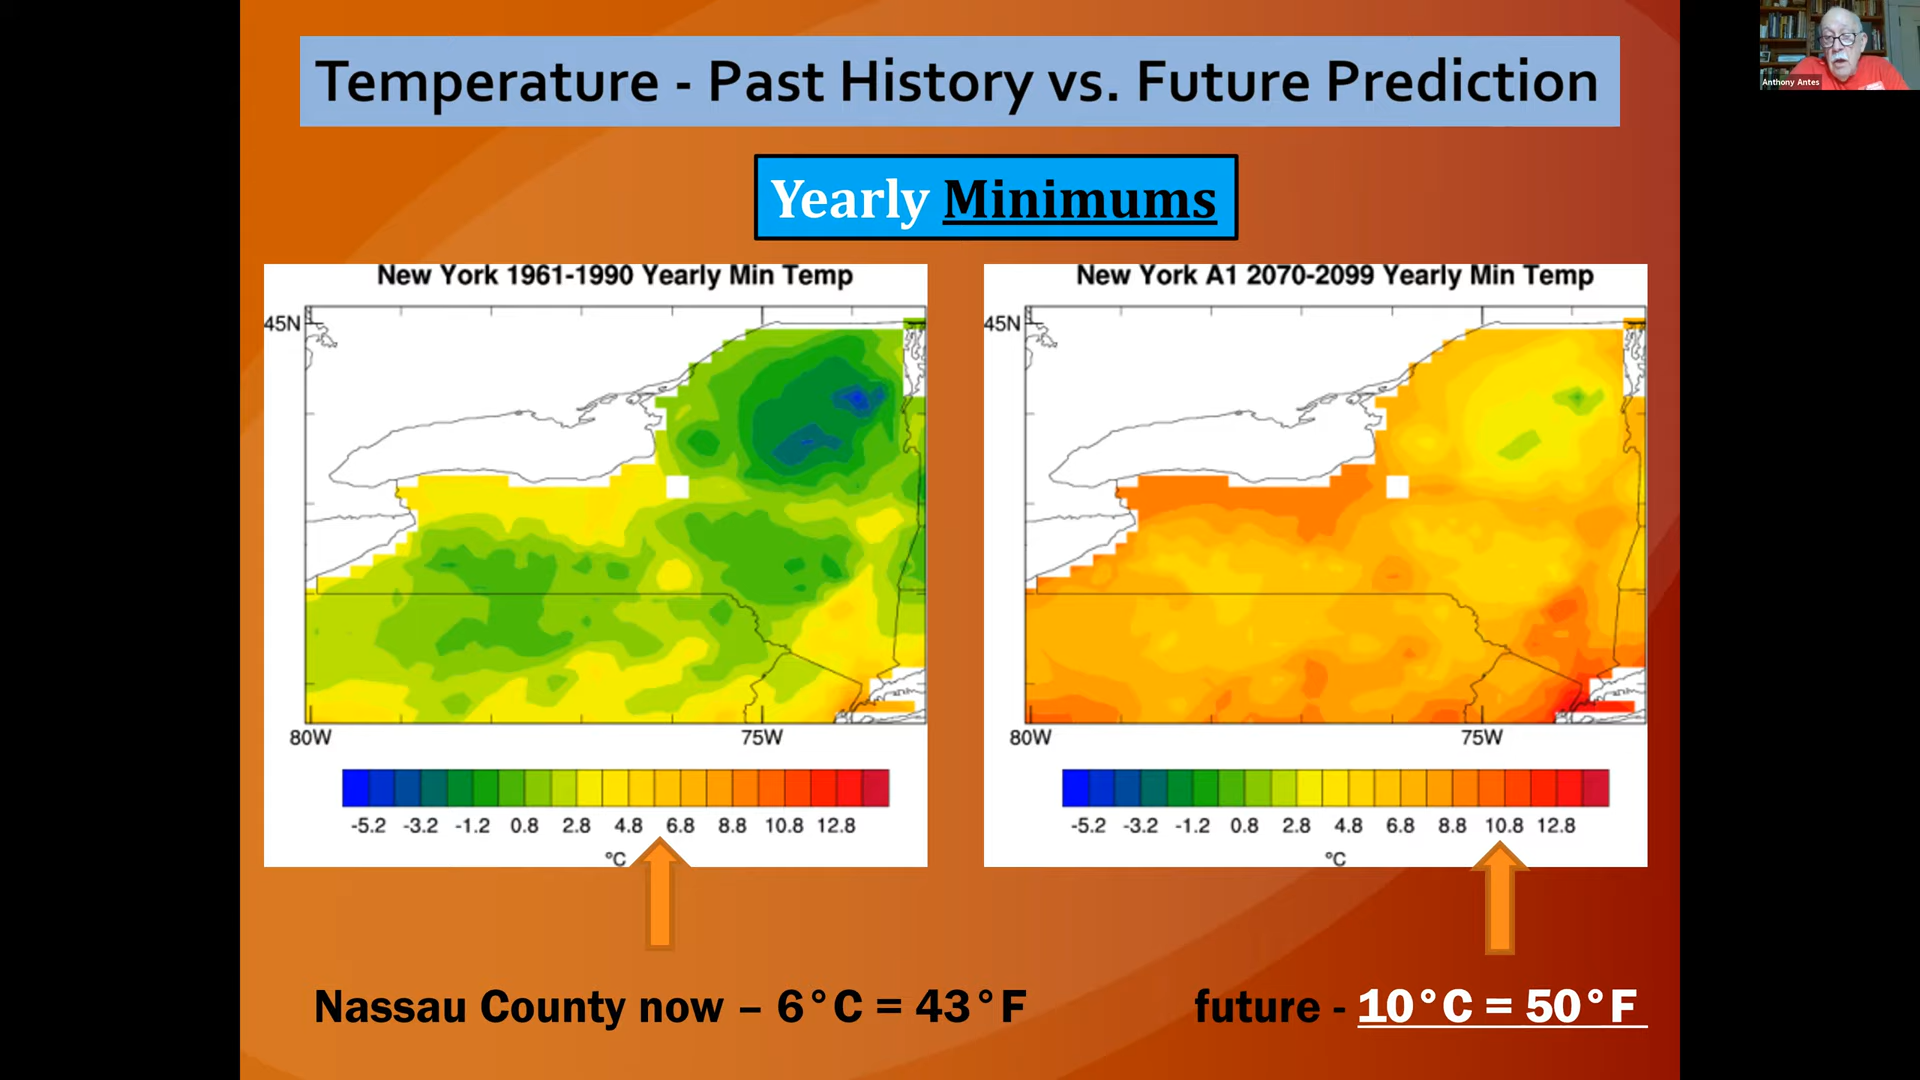 Temperature - Past History vs. Future Prediction
Anthony Antes
Yearly Minimums
New York 1961-1990 Yearly Min Temp
45N
80W 75W
-5.2 -3.2 -1.2 0.8 2.8 4.8 6.8 8.8 10.8 12.8
°C
New York A1 2070-2099 Yearly Min Temp
45N
80W 75W
-5.2 -3.2 -1.2 0.8 2.8 4.8 6.8 8.8 10.8 12.8
°C
Nassau County now – 6°C = 43°F
future - 10°C = 50°F